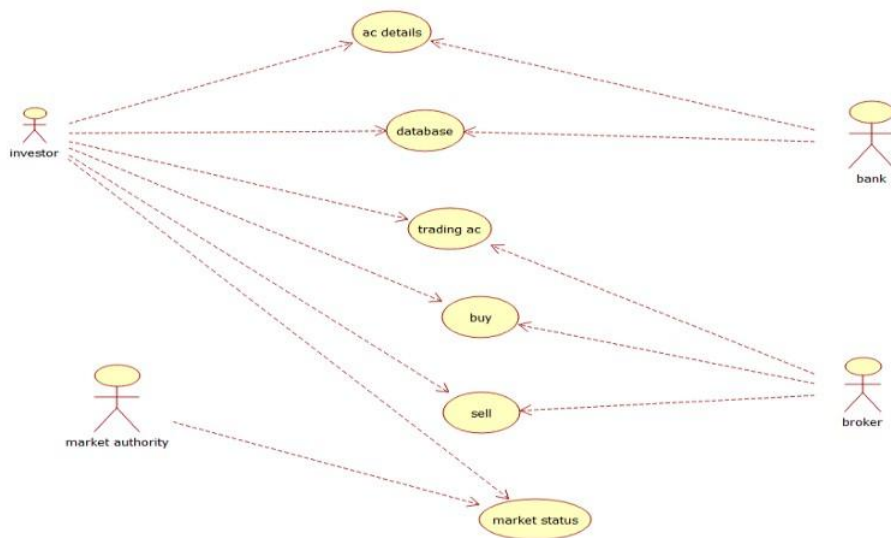 ac details
investor
database
bank
trading ac
buy
market authority
sell
broker
market status